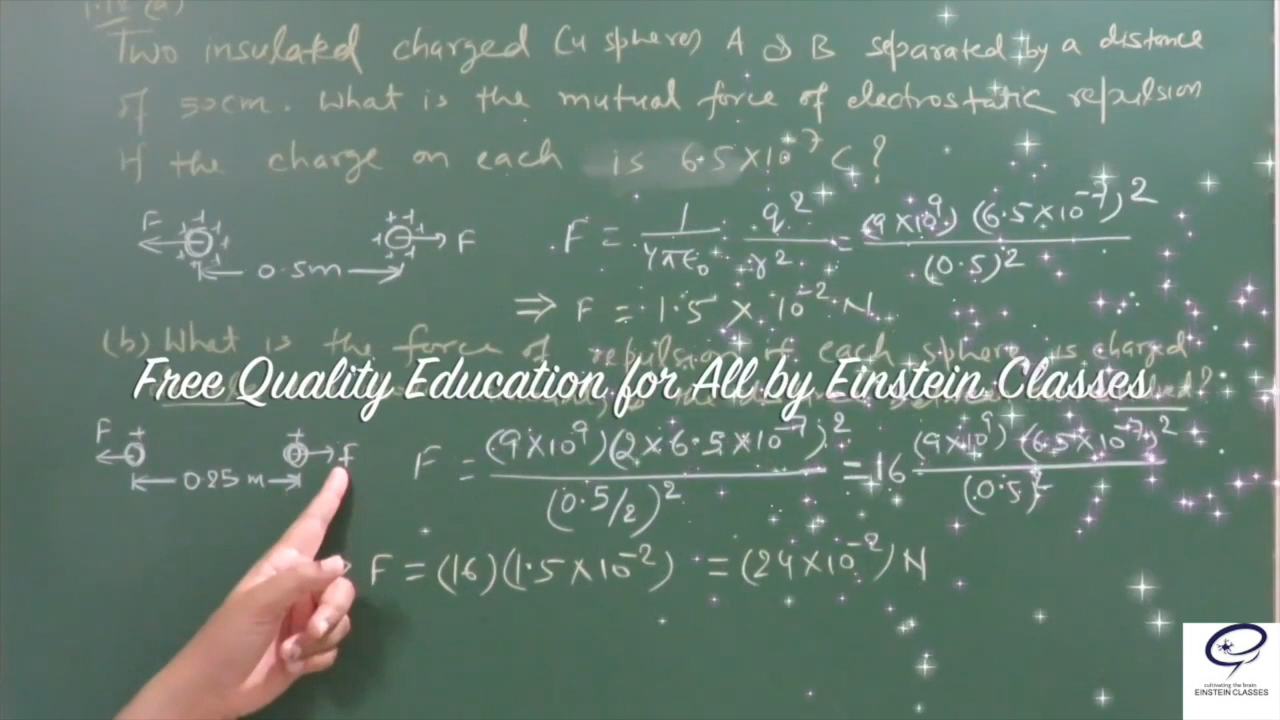 1.12 (a)
Two insulated charged Cu spheres A & B separated by a distance
of 50cm. What is the mutual force of electrostatic repulsion
if the charge on each is 6.5×10⁻⁷ C?
F F
0.5m
F = 1/4πε₀ q²/r² = (9×10⁹) (6.5×10⁻⁷)²/(0.5)²
⇒ F = 1.5 × 10⁻² N
(b) What is the force of repulsion if each sphere is charged
Free Quality Education for All by Einstein Classes
F F
0.25m
F = (9×10⁹)(2×6.5×10⁻⁷)²/(0.5/2)² = 16 (9×10⁹) (6.5×10⁻⁷)²/(0.5)²
F = (16)(1.5×10⁻²) = (24×10⁻²) N
cultivating the brain
EINSTEIN CLASSES